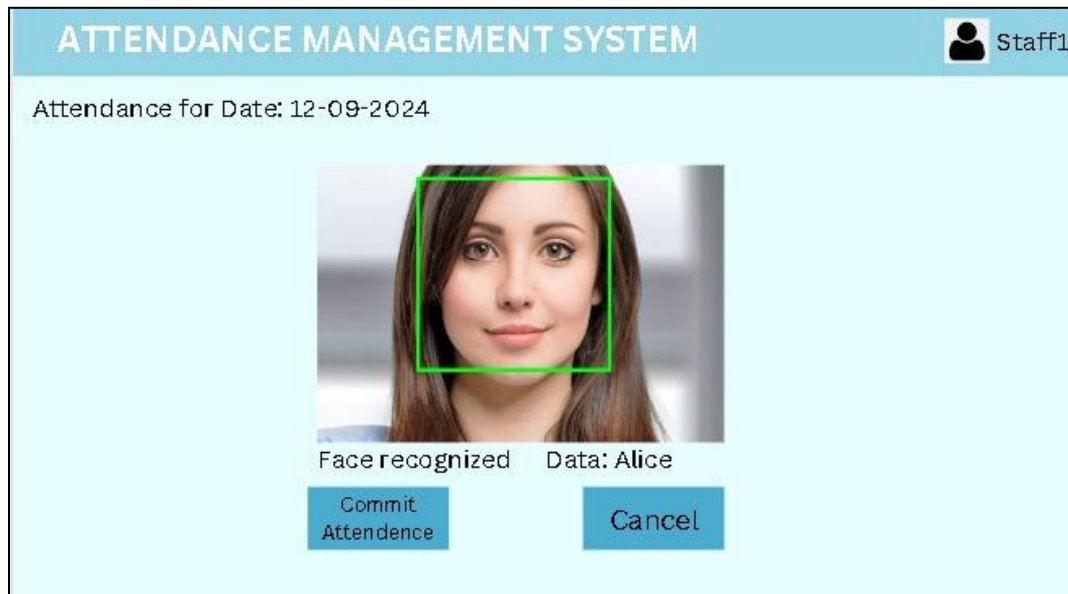 ATTENDANCE MANAGEMENT SYSTEM
Staff1
Attendance for Date: 12-09-2024
Face recognized Data: Alice
Commit
Attendence
Cancel